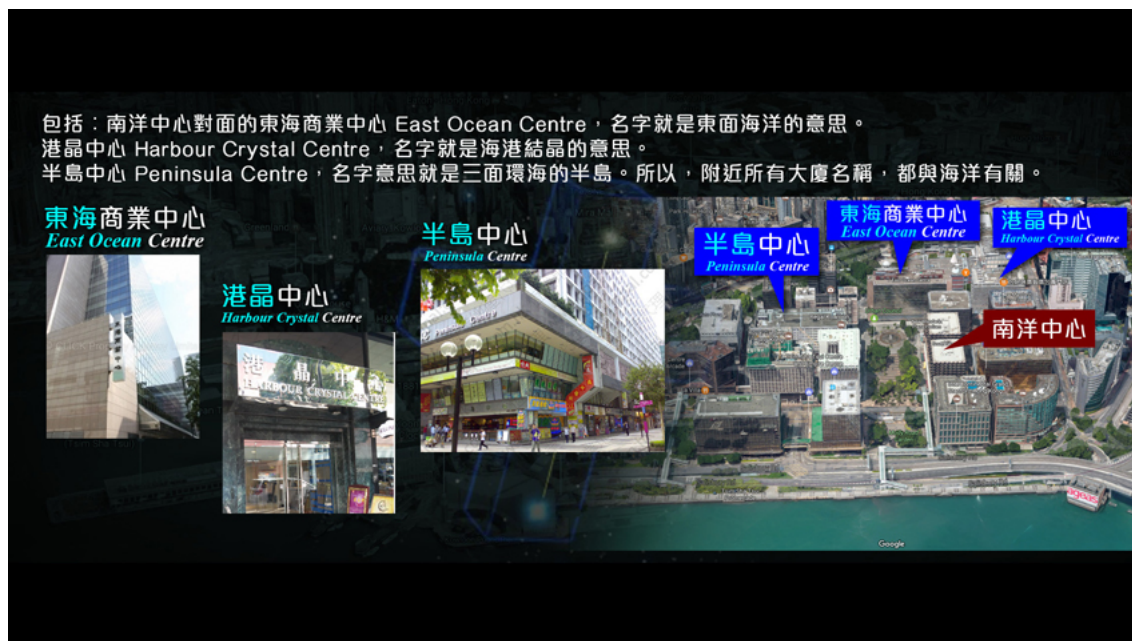 包括：南洋中心對面的東海商業中心 East Ocean Centre，名字就是東面海洋的意思。
港晶中心 Harbour Crystal Centre，名字就是海港結晶的意思。
半島中心 Peninsula Centre，名字意思就是三面環海的半島。所以，附近所有大廈名稱，都與海洋有關。
東海商業中心
East Ocean Centre
港晶中心
Harbour Crystal Centre
港晶中心
HARBOUR CRYSTAL CENTRE
半島中心
Peninsula Centre
Peninsula Centre
半島中心
Peninsula Centre
東海商業中心
East Ocean Centre
港晶中心
Harbour Crystal Centre
南洋中心
ageas
Google